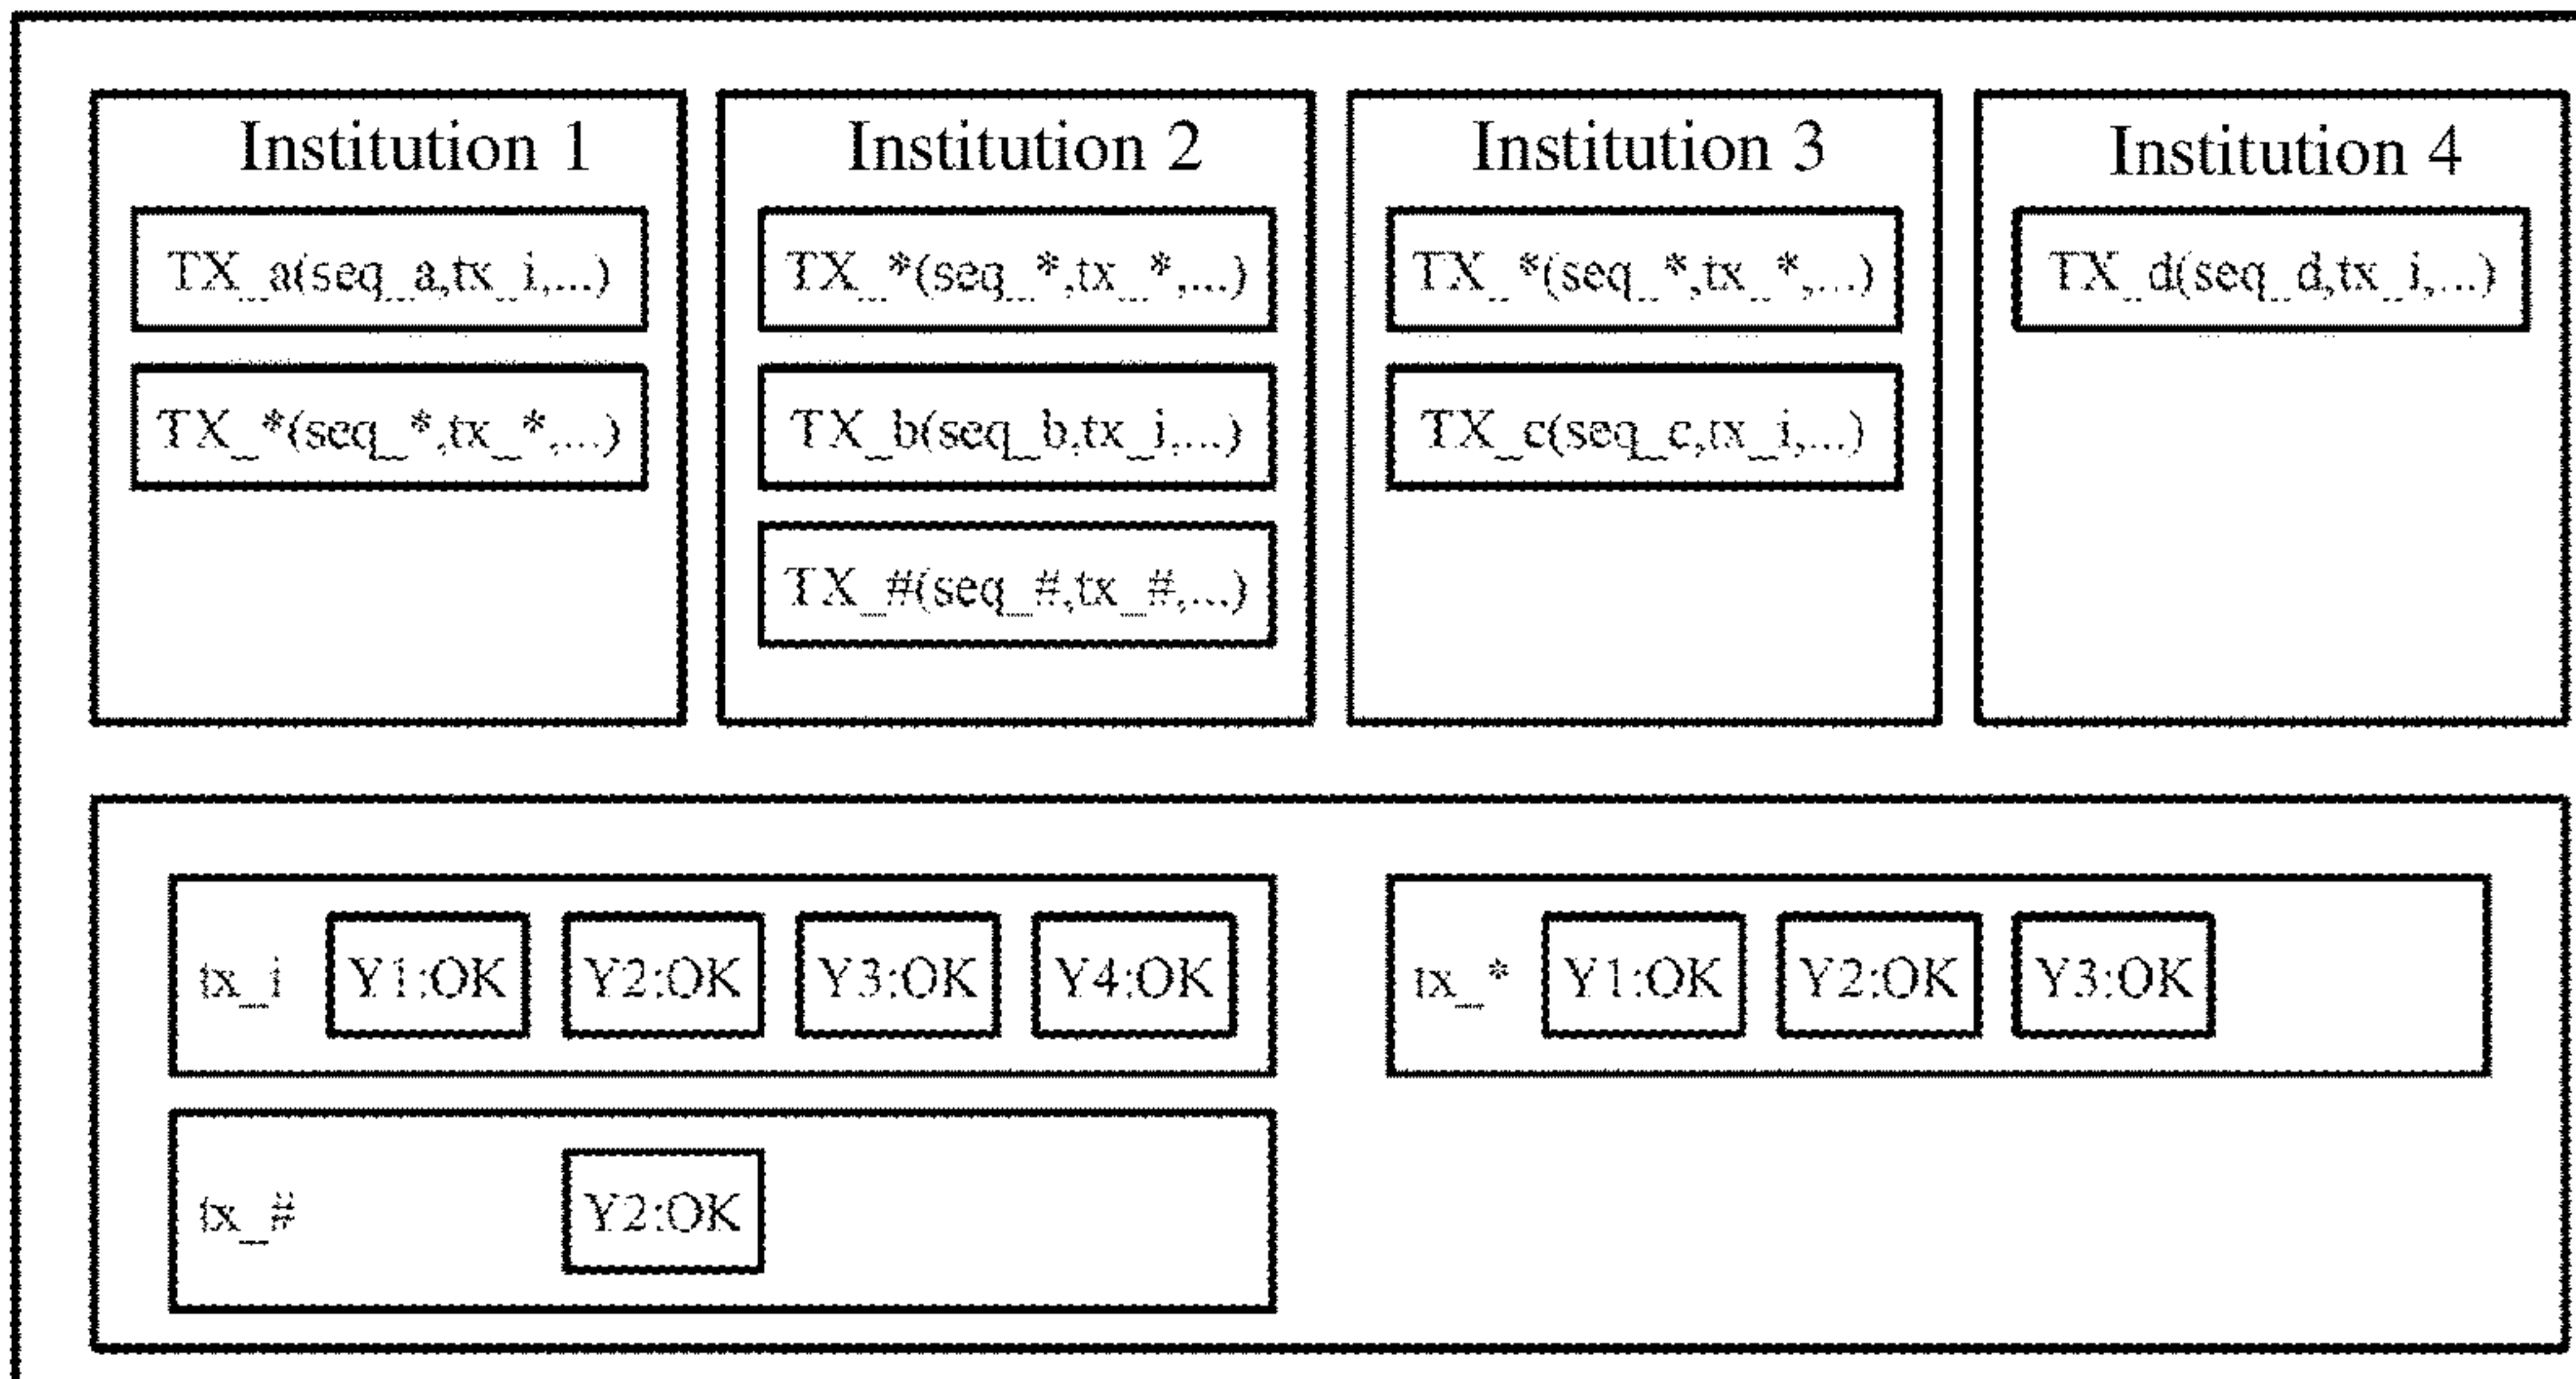 Institution 1
TX_a(seq_a,tx_i,...)
TX_*(seq_*,tx_*,...)
Institution 2
TX_*(seq_*,tx_*,...)
TX_b(seq_b,tx_i,...)
TX_#(seq_#,tx_#,...)
Institution 3
TX_*(seq_*,tx_*,...)
TX_c(seq_c,tx_i,...)
Institution 4
TX_d(seq_d,tx_i,...)
tx_i Y1:OK Y2:OK Y3:OK Y4:OK
tx_* Y1:OK Y2:OK Y3:OK
tx_# Y2:OK